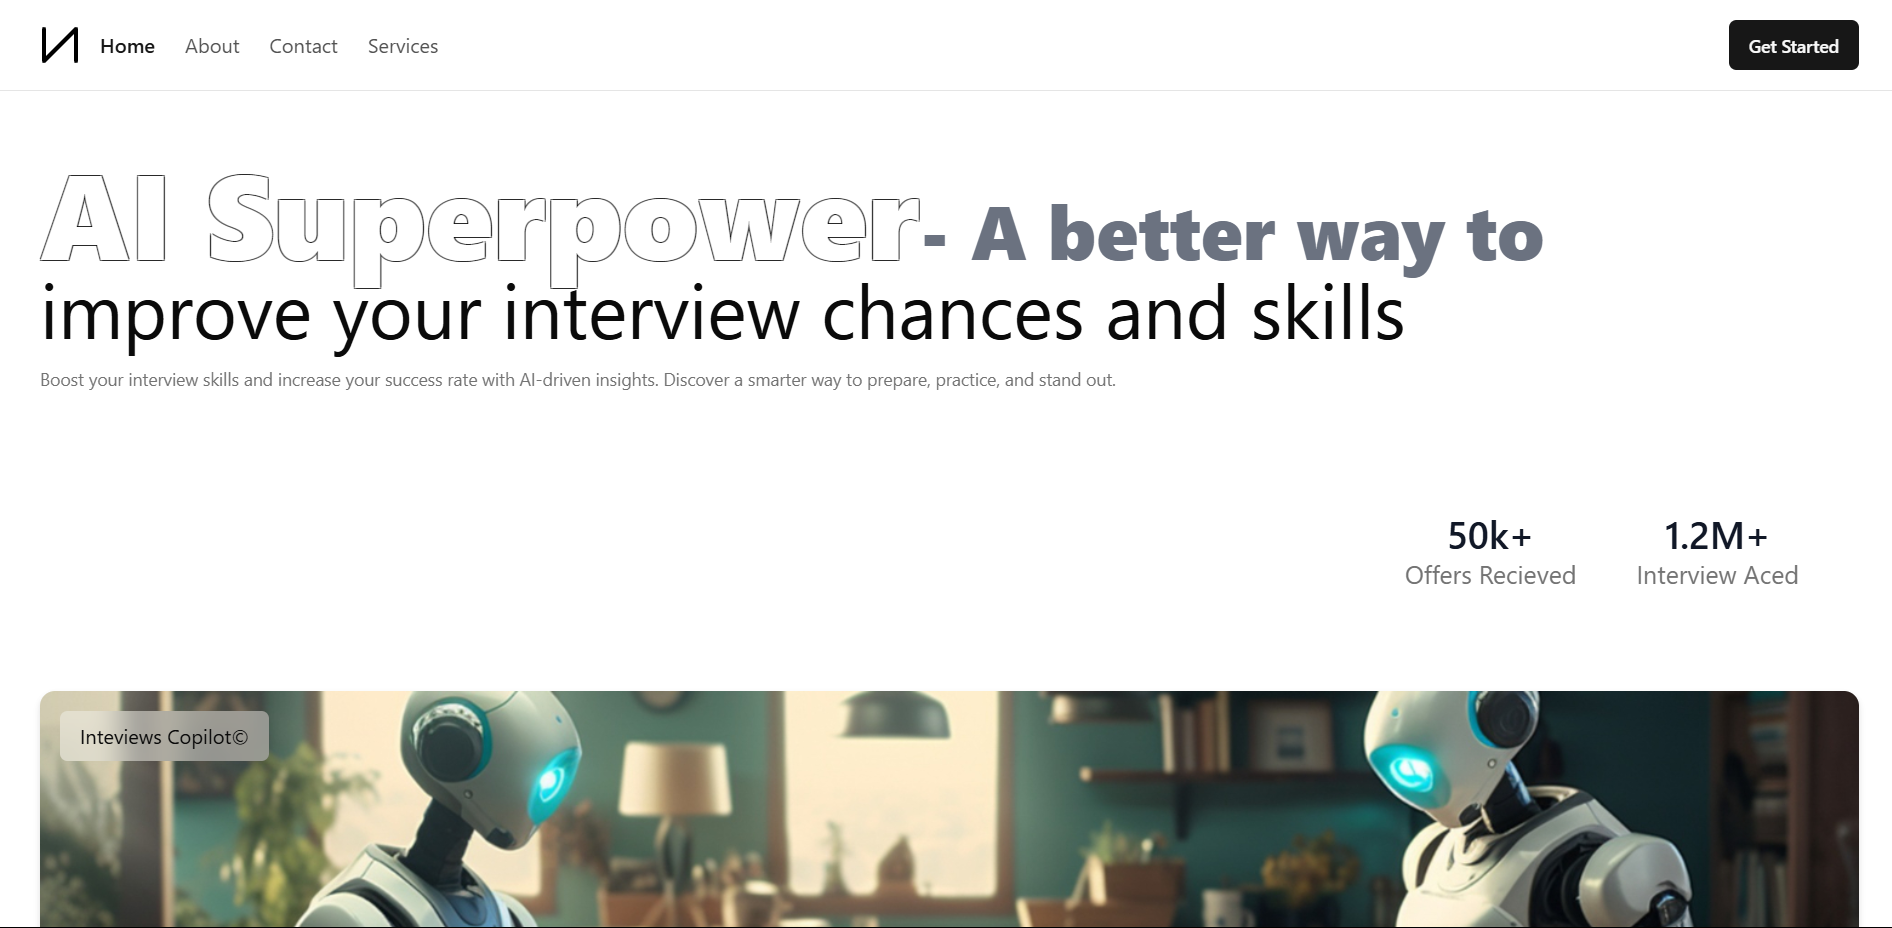 Home About Contact Services Get Started
AI Superpower- A better way to
improve your interview chances and skills
Boost your interview skills and increase your success rate with AI-driven insights. Discover a smarter way to prepare, practice, and stand out.
50k+ 1.2M+
Offers Recieved Interview Aced
Inteviews Copilot©